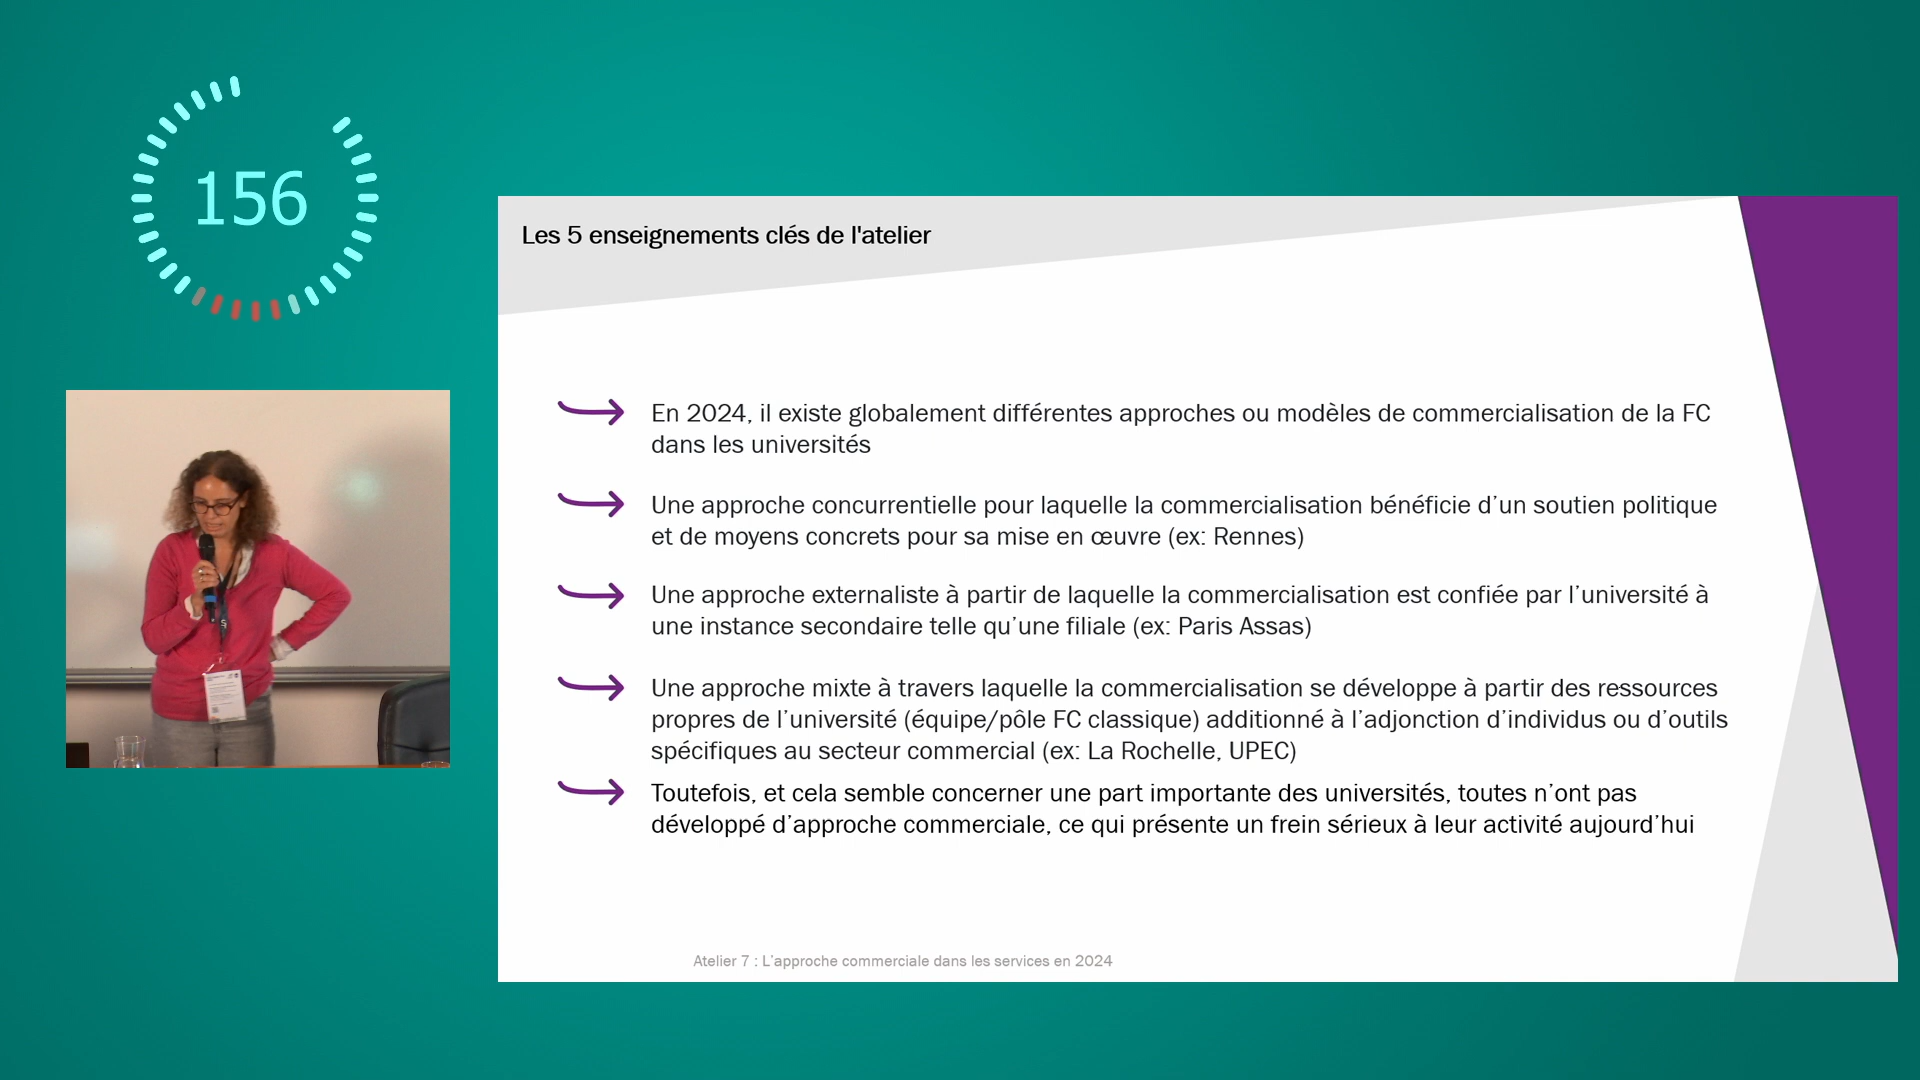 156
Les 5 enseignements clés de l'atelier
En 2024, il existe globalement différentes approches ou modèles de commercialisation de la FC
dans les universités
Une approche concurrentielle pour laquelle la commercialisation bénéficie d’un soutien politique
et de moyens concrets pour sa mise en œuvre (ex: Rennes)
Une approche externaliste à partir de laquelle la commercialisation est confiée par l’université à
une instance secondaire telle qu’une filiale (ex: Paris Assas)
Une approche mixte à travers laquelle la commercialisation se développe à partir des ressources
propres de l’université (équipe/pôle FC classique) additionné à l’adjonction d’individus ou d’outils
spécifiques au secteur commercial (ex: La Rochelle, UPEC)
Toutefois, et cela semble concerner une part importante des universités, toutes n’ont pas
développé d’approche commerciale, ce qui présente un frein sérieux à leur activité aujourd’hui
Atelier 7 : L’approche commerciale dans les services en 2024